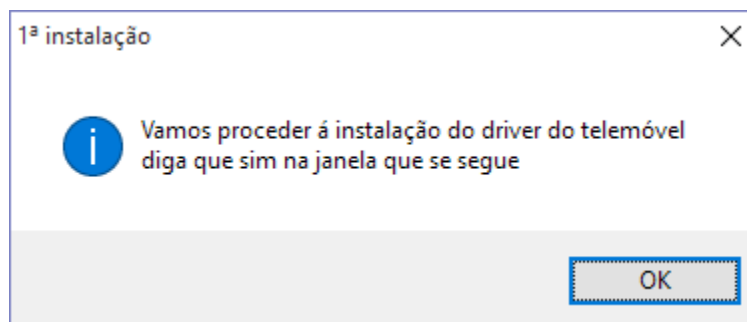 1ª instalação
Vamos proceder á instalação do driver do telemóvel
diga que sim na janela que se segue
OK